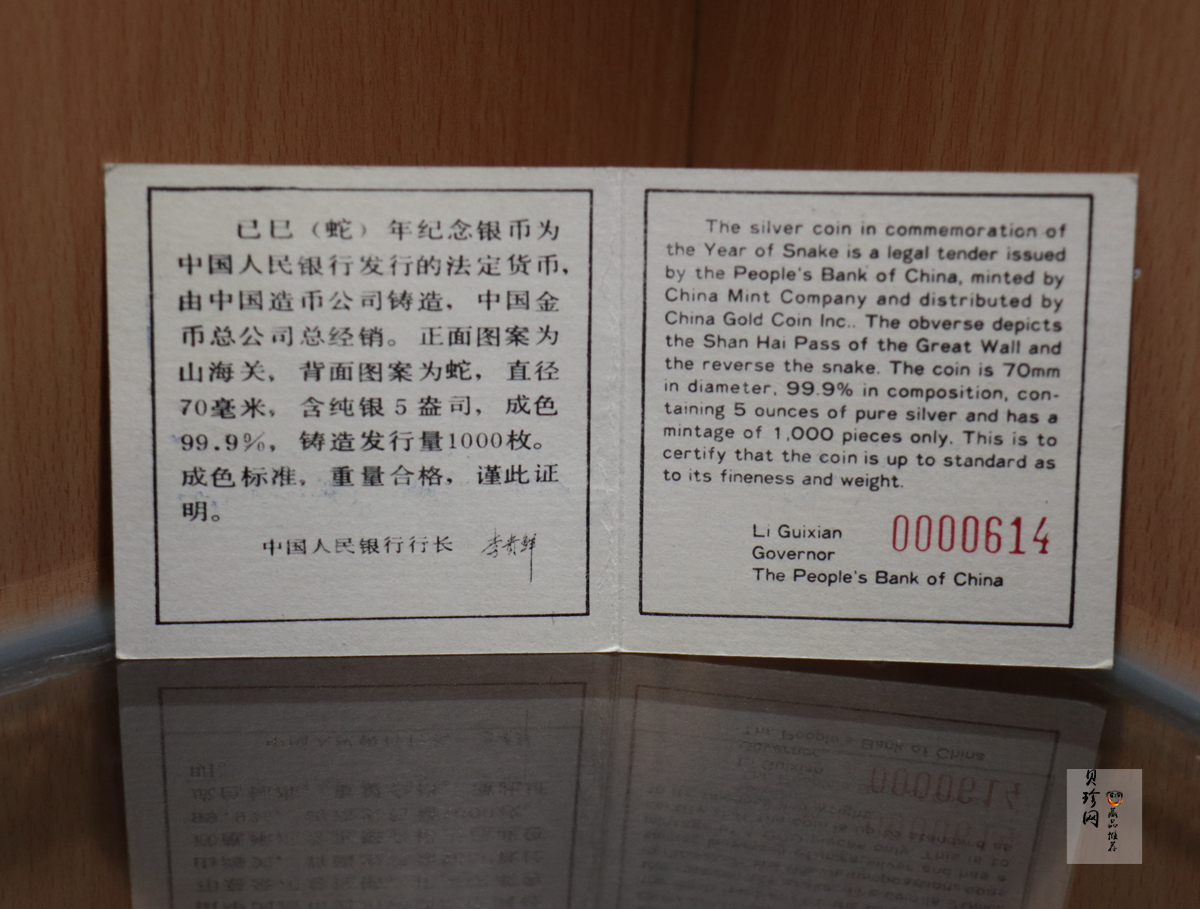 己巳（蛇）年纪念银币为
中国人民银行发行的法定货币，
由中国造币公司铸造，中国金
币总公司总经销。正面图案为
山海关，背面图案为蛇，直径
70毫米，含纯银5盎司，成色
99.9%，铸造发行量1000枚。
成色标准，重量合格，谨此证
明。
中国人民银行行长 李贵鲜
The silver coin in commemoration of
the Year of Snake is a legal tender issued
by the People's Bank of China, minted by
China Mint Company and distributed by
China Gold Coin Inc.. The obverse depicts
the Shan Hai Pass of the Great Wall and
the reverse the snake. The coin is 70mm
in diameter, 99.9% in composition, con-
taining 5 ounces of pure silver and has a
mintage of 1,000 pieces only. This is to
certify that the coin is up to standard as
to its fineness and weight.
Li Guixian
Governor
The People's Bank of China
0000614
贝珍网
藏品推荐